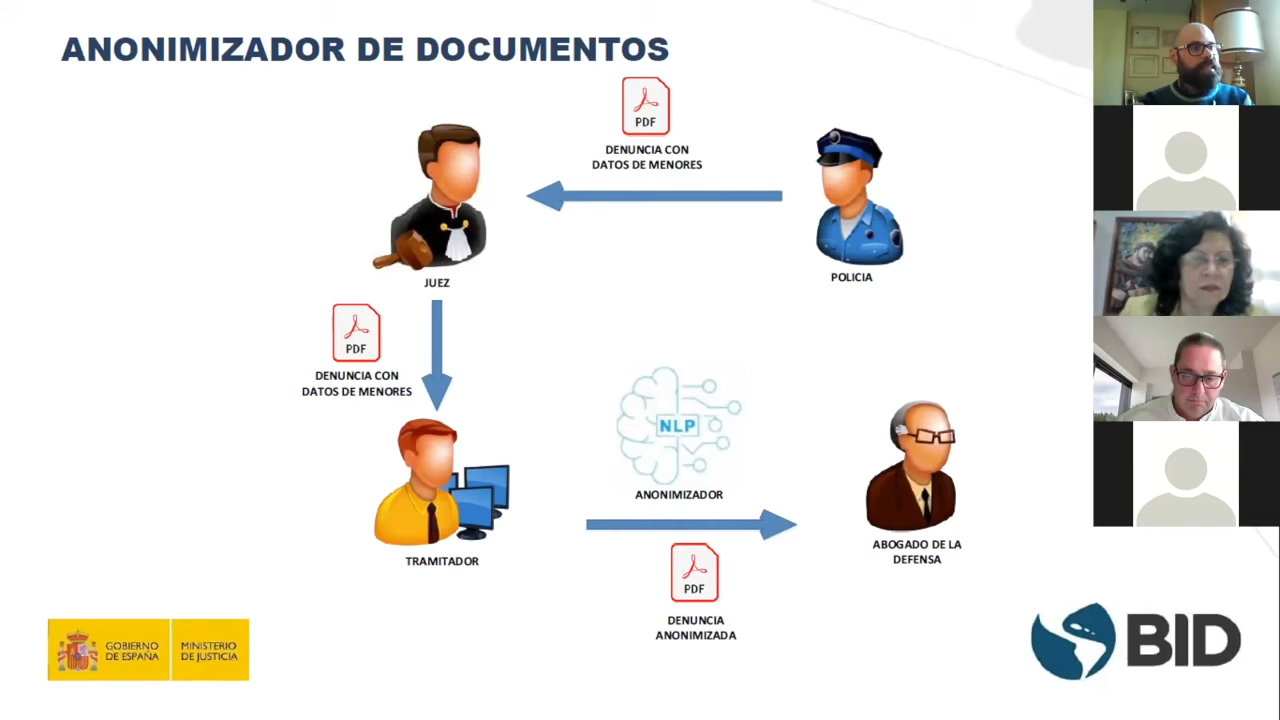 ANONIMIZADOR DE DOCUMENTOS
PDF
DENUNCIA CON
DATOS DE MENORES
JUEZ
POLICIA
PDF
DENUNCIA CON
DATOS DE MENORES
NLP
ANONIMIZADOR
TRAMITADOR
ABOGADO DE LA
DEFENSA
PDF
DENUNCIA
ANONIMIZADA
GOBIERNO
DE ESPAÑA
MINISTERIO
DE JUSTICIA
BID